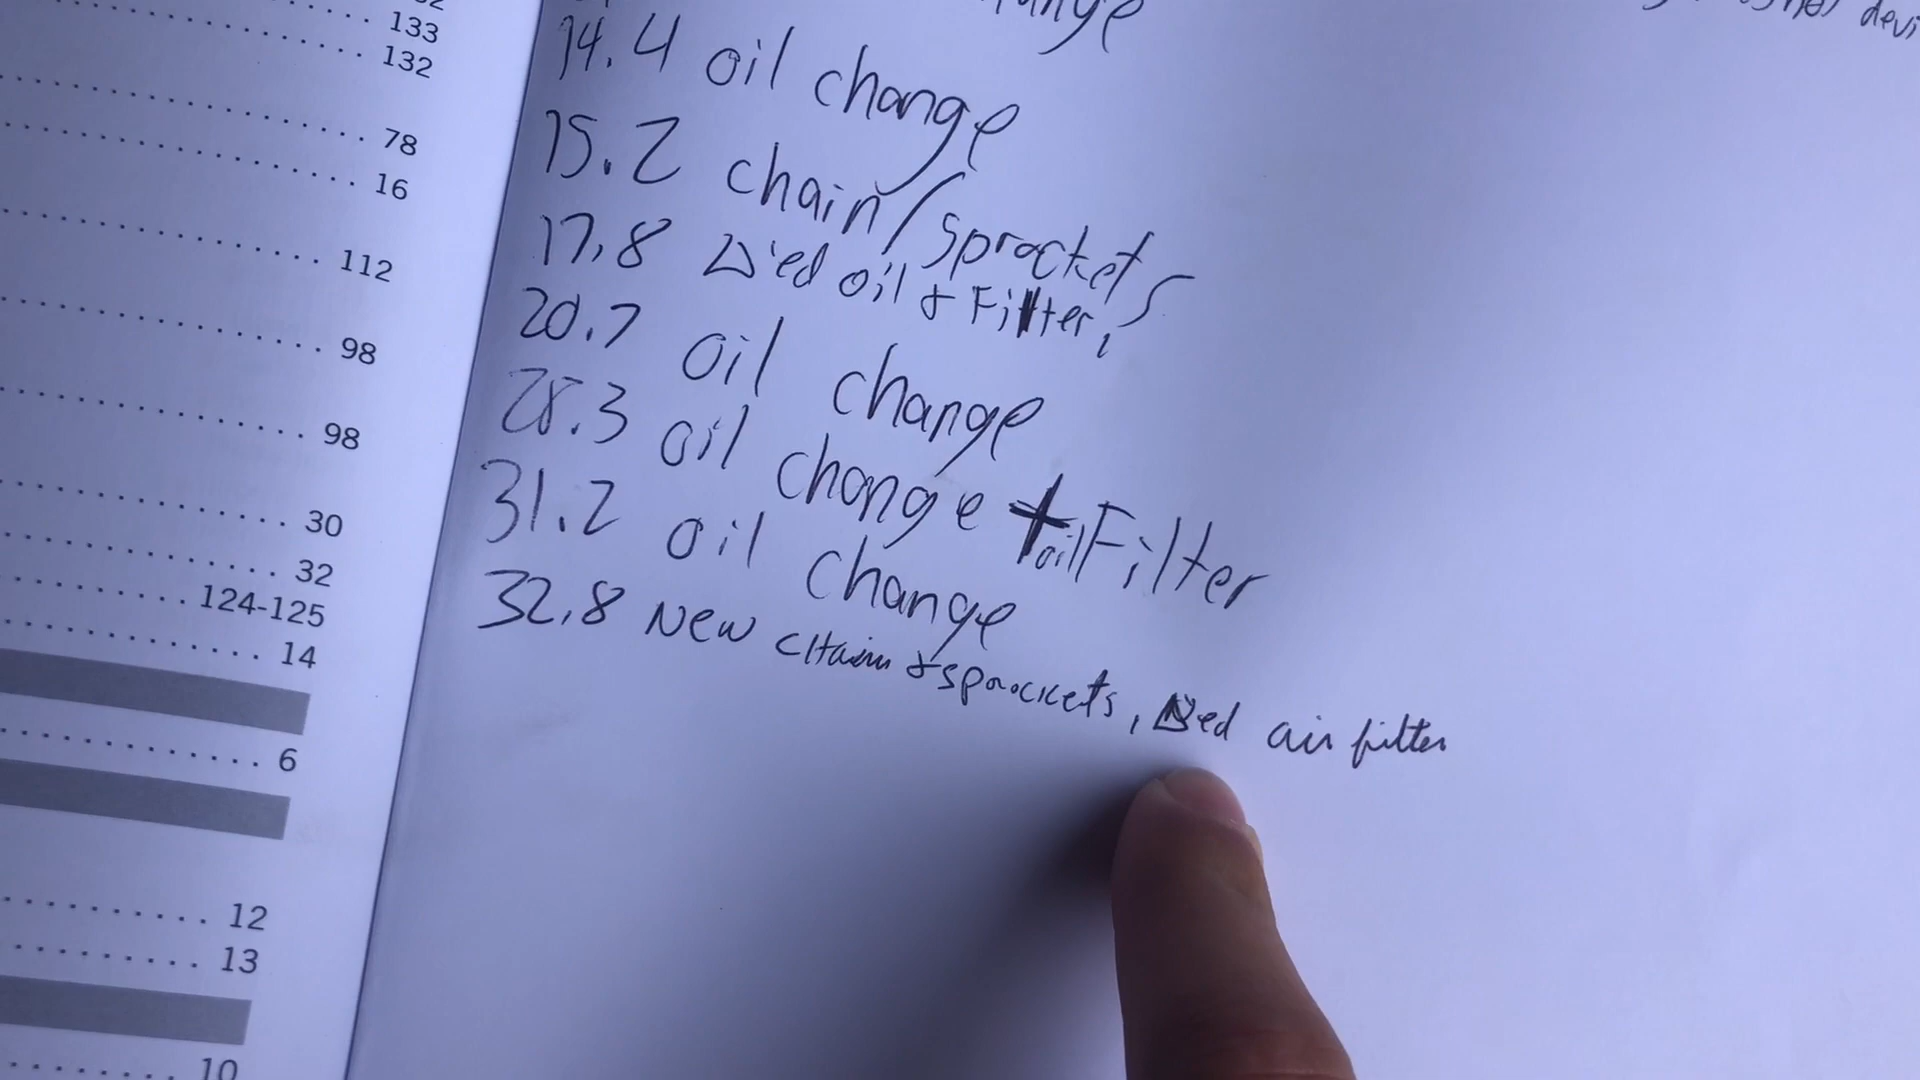 133
132
78
16
112
98
98
30
32
124-125
14
6
12
13
10
change
14.4 oil change
15.2 chain/sprockets
17.8 Δ'ed oil & Filter,
20.7 oil change
28.3 oil change + oil Filter
31.2 oil change
32.8 New chain & sprockets, Δed air filter